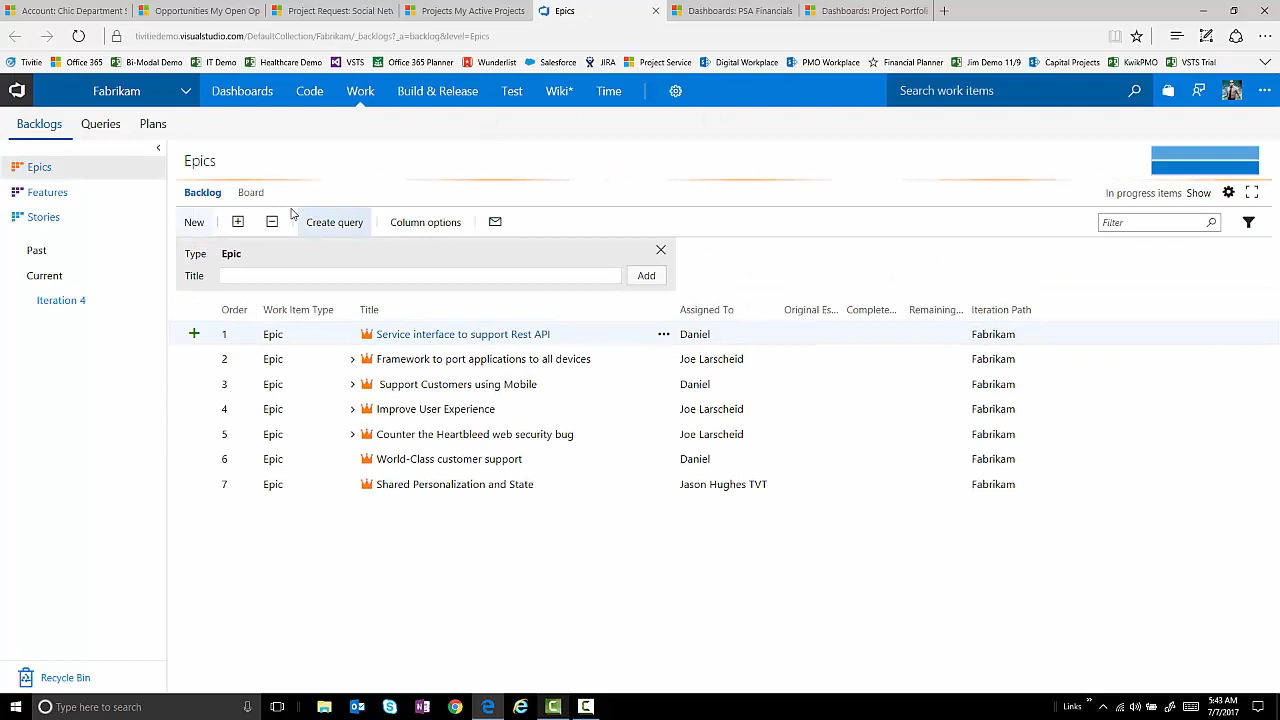 Account: Chic Department S
Opportunities My Open Op
Project Request: Social Netw
Projects My Active Projects
Epics
Dashboards: PSA Financials
Dashboards: Project Portfoli
tivitiedemo.visualstudio.com/DefaultCollection/Fabrikam/_backlogs?_a=backlog&level=Epics
Tivitie Office 365 Bi-Modal Demo IT Demo Healthcare Demo VSTS Office 365 Planner Wunderlist Salesforce JIRA Project Service Digital Workplace PMO Workplace Financial Planner Jim Demo 11/9 Capital Projects KwikPMO VSTS Trial
Fabrikam Dashboards Code Work Build & Release Test Wiki* Time Search work items
Backlogs Queries Plans
Epics
Features
Stories
Past
Current
Iteration 4
Recycle Bin
Epics
Backlog Board In progress items Show
New Create query Column options Filter
Type Epic
Title Add
Order Work Item Type Title Assigned To Original Es... Complete... Remaining... Iteration Path
1 Epic Service interface to support Rest API ... Daniel Fabrikam
2 Epic Framework to port applications to all devices Joe Larscheid Fabrikam
3 Epic Support Customers using Mobile Daniel Fabrikam
4 Epic Improve User Experience Joe Larscheid Fabrikam
5 Epic Counter the Heartbleed web security bug Joe Larscheid Fabrikam
6 Epic World-Class customer support Daniel Fabrikam
7 Epic Shared Personalization and State Jason Hughes TVT Fabrikam
Type here to search Links 5:43 AM
7/7/2017